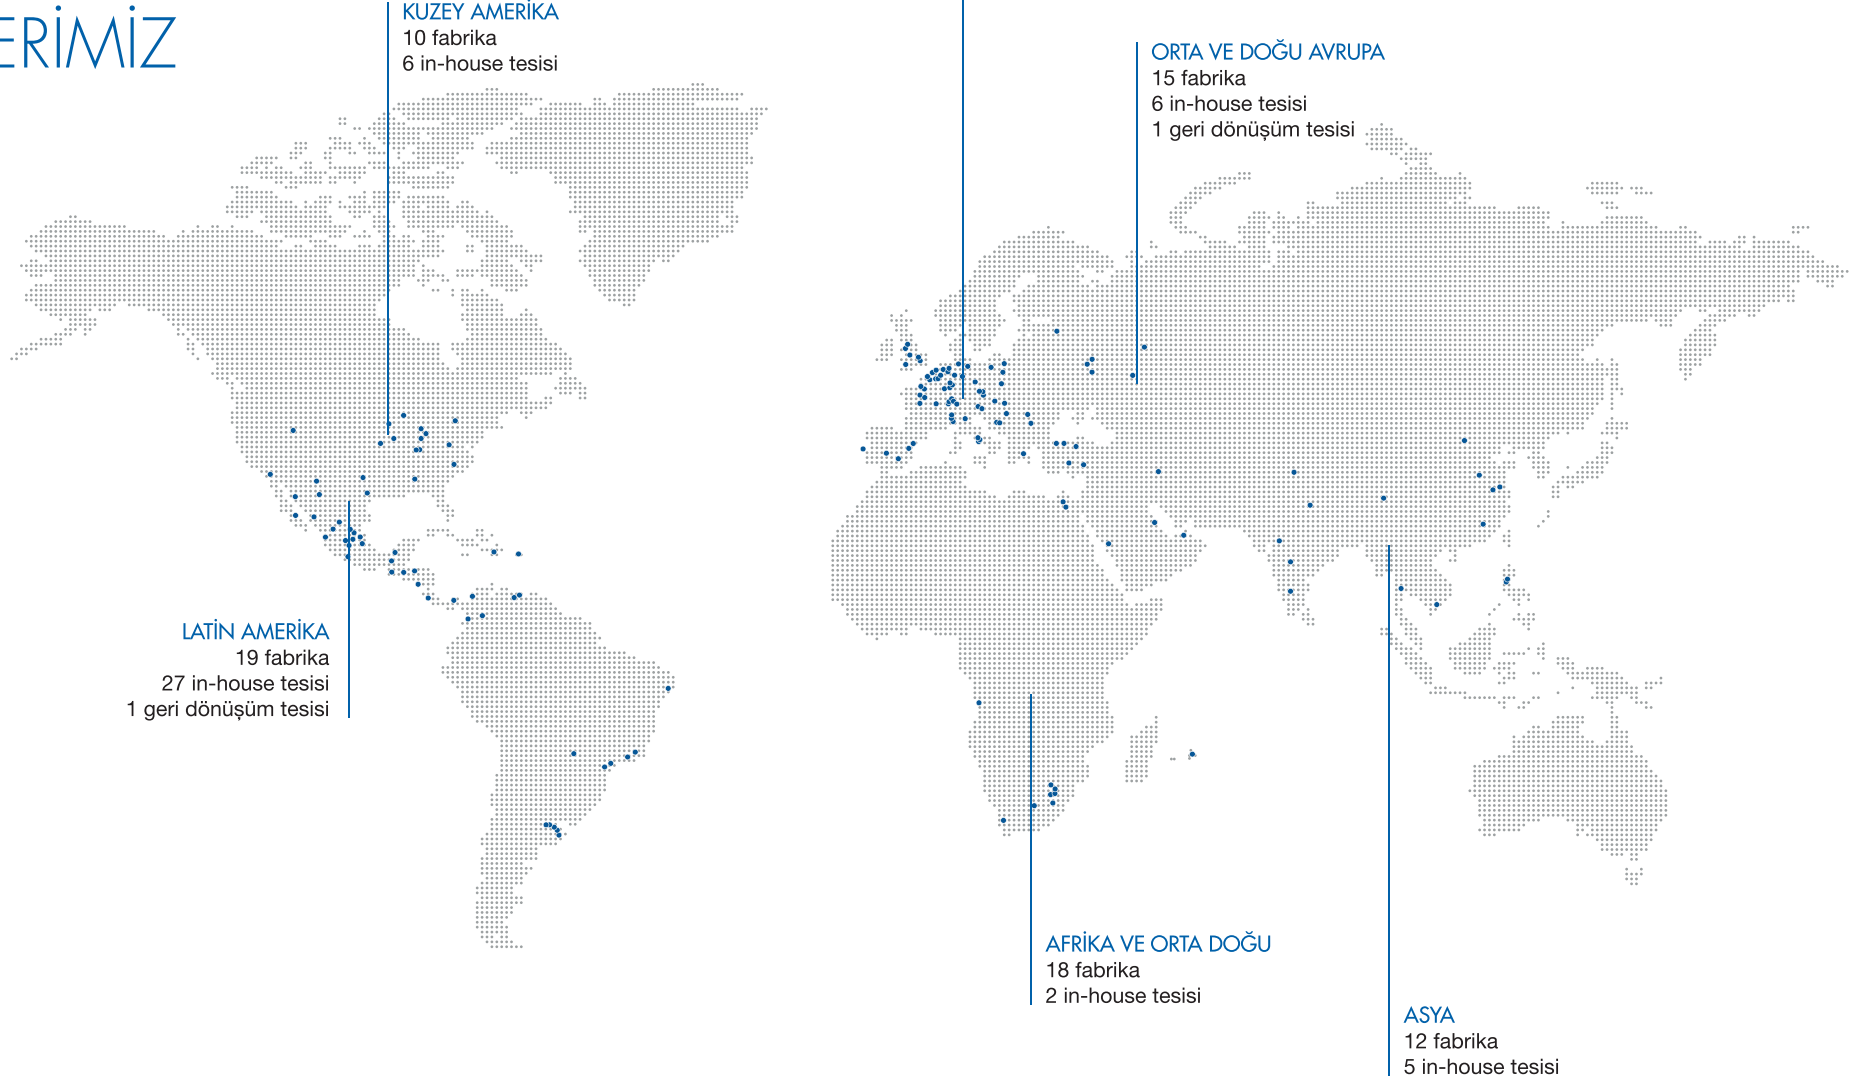 ERİMİZ
KUZEY AMERİKA
10 fabrika
6 in-house tesisi
ORTA VE DOĞU AVRUPA
15 fabrika
6 in-house tesisi
1 geri dönüşüm tesisi
LATİN AMERİKA
19 fabrika
27 in-house tesisi
1 geri dönüşüm tesisi
AFRİKA VE ORTA DOĞU
18 fabrika
2 in-house tesisi
ASYA
12 fabrika
5 in-house tesisi